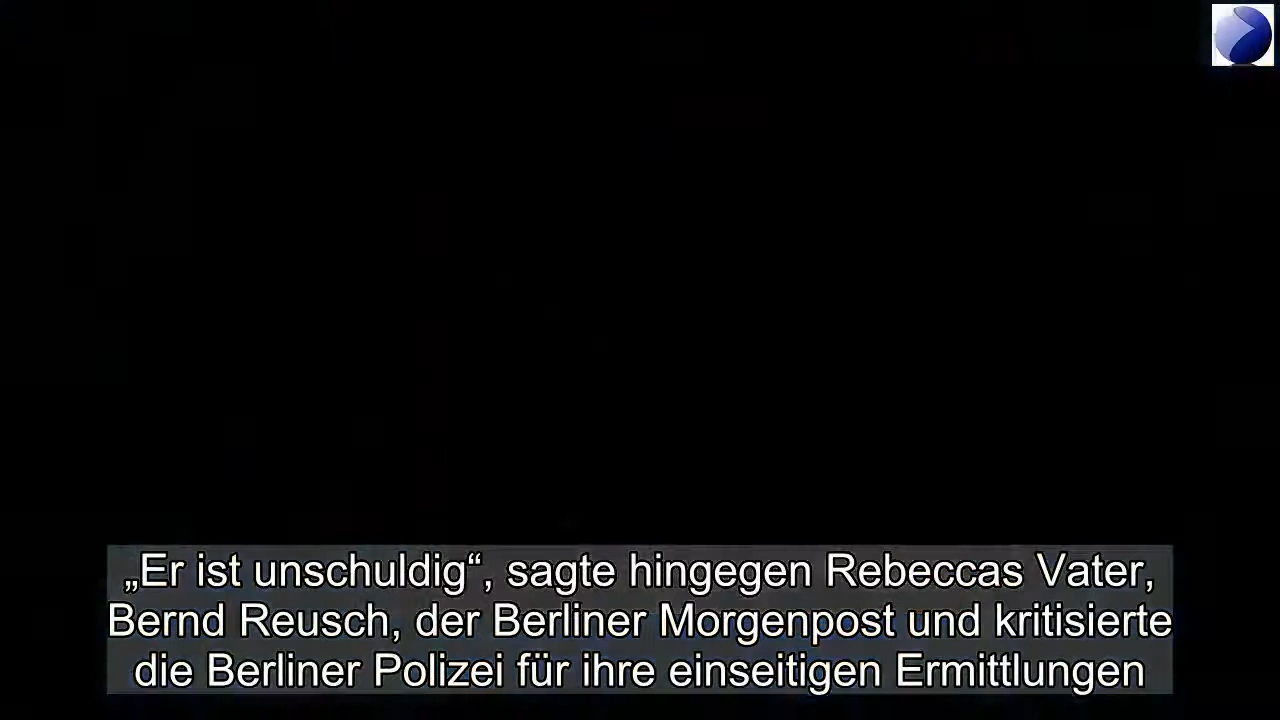 „Er ist unschuldig“, sagte hingegen Rebeccas Vater,
Bernd Reusch, der Berliner Morgenpost und kritisierte
die Berliner Polizei für ihre einseitigen Ermittlungen